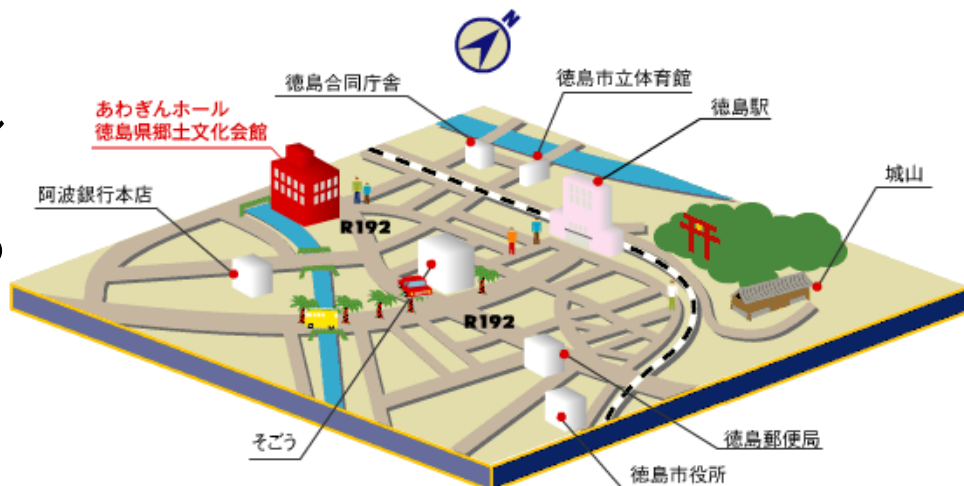 N
徳島合同庁舎
徳島市立体育館
徳島駅
あわぎんホール
徳島県郷土文化会館
城山
阿波銀行本店
R192
R192
そごう
徳島郵便局
徳島市役所